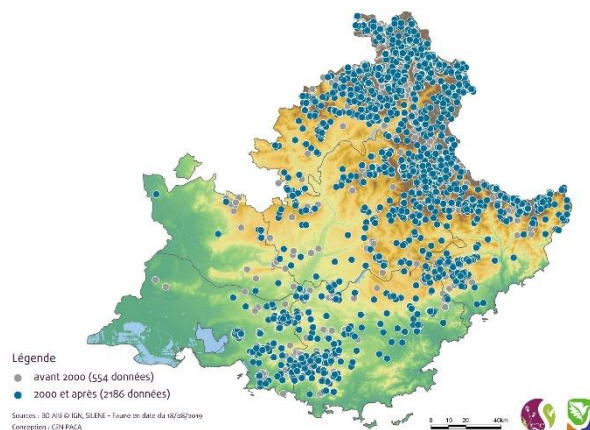 Légende
avant 2000 (554 données)
2000 et après (2186 données)
Sources : BD Alti © IGN, SILENE - Faune en date du 18/08/2019
Conception : CEN PACA
0 10 20 40km